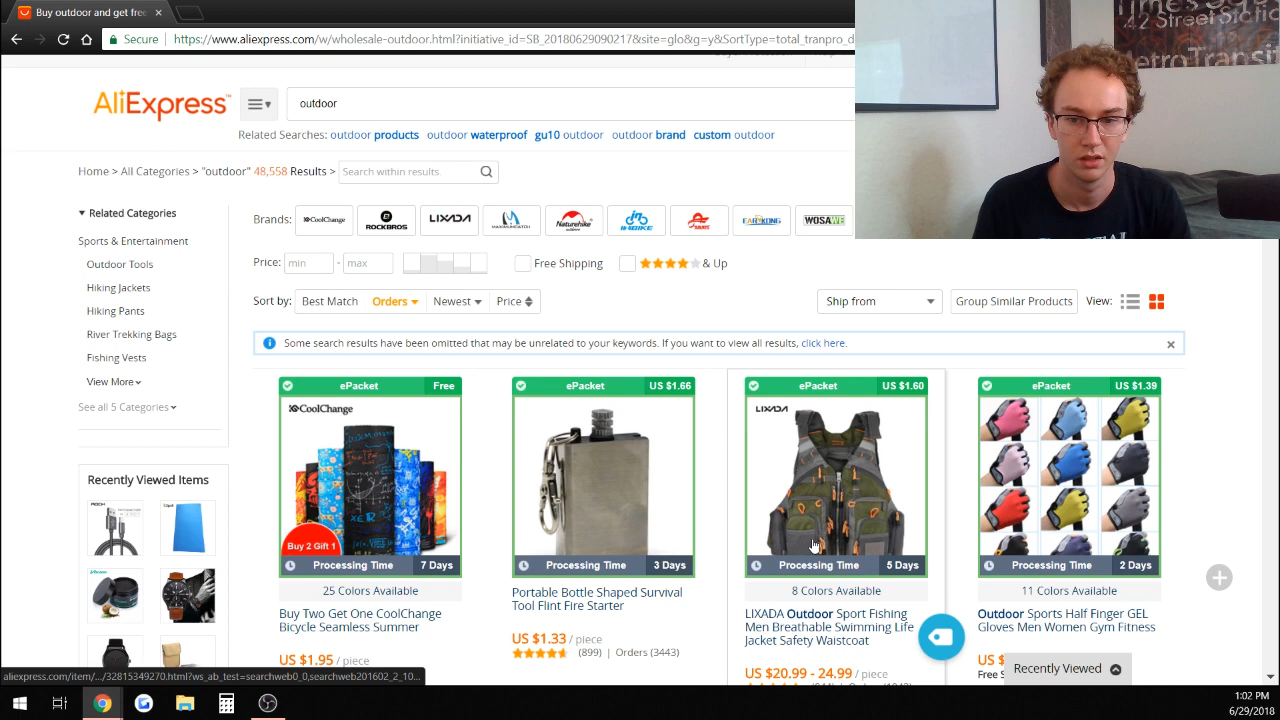 Buy outdoor and get free
Secure https://www.aliexpress.com/w/wholesale-outdoor.html?initiative_id=SB_20180629090217&site=glo&g=y&SortType=total_tranpro_d
Times
42 Street Station
MetroTransit
AliExpress™
outdoor
Related Searches: outdoor products outdoor waterproof gu10 outdoor outdoor brand custom outdoor
Home > All Categories > "outdoor" 48,558 Results > Search within results.
Related Categories
Brands: CoolChange ROCKBROS LIXADA Naturehike INBIKE WOSAWE
Sports & Entertainment
Outdoor Tools
Price: min - max Free Shipping & Up
Hiking Jackets
Sort by: Best Match Orders Newest Price Ship from Group Similar Products View:
Hiking Pants
River Trekking Bags
Some search results have been omitted that may be unrelated to your keywords. If you want to view all results, click here.
Fishing Vests
View More
See all 5 Categories
Recently Viewed Items
ePacket Free
CoolChange
Buy 2 Gift 1
Processing Time 7 Days
25 Colors Available
Buy Two Get One CoolChange
Bicycle Seamless Summer
US $1.95 / piece
ePacket US $1.66
Processing Time 3 Days
Portable Bottle Shaped Survival
Tool Flint Fire Starter
US $1.33 / piece
(899) | Orders (3443)
ePacket US $1.60
LIXADA
Processing Time 5 Days
8 Colors Available
LIXADA Outdoor Sport Fishing
Men Breathable Swimming Life
Jacket Safety Waistcoat
US $20.99 - 24.99 / piece
ePacket US $1.39
Processing Time 2 Days
11 Colors Available
Outdoor Sports Half Finger GEL
Gloves Men Women Gym Fitness
US $
Free S
Recently Viewed
aliexpress.com/item/.../32815349270.html?ws_ab_test=searchweb0_0,searchweb201602_2_10...
1:02 PM
6/29/2018